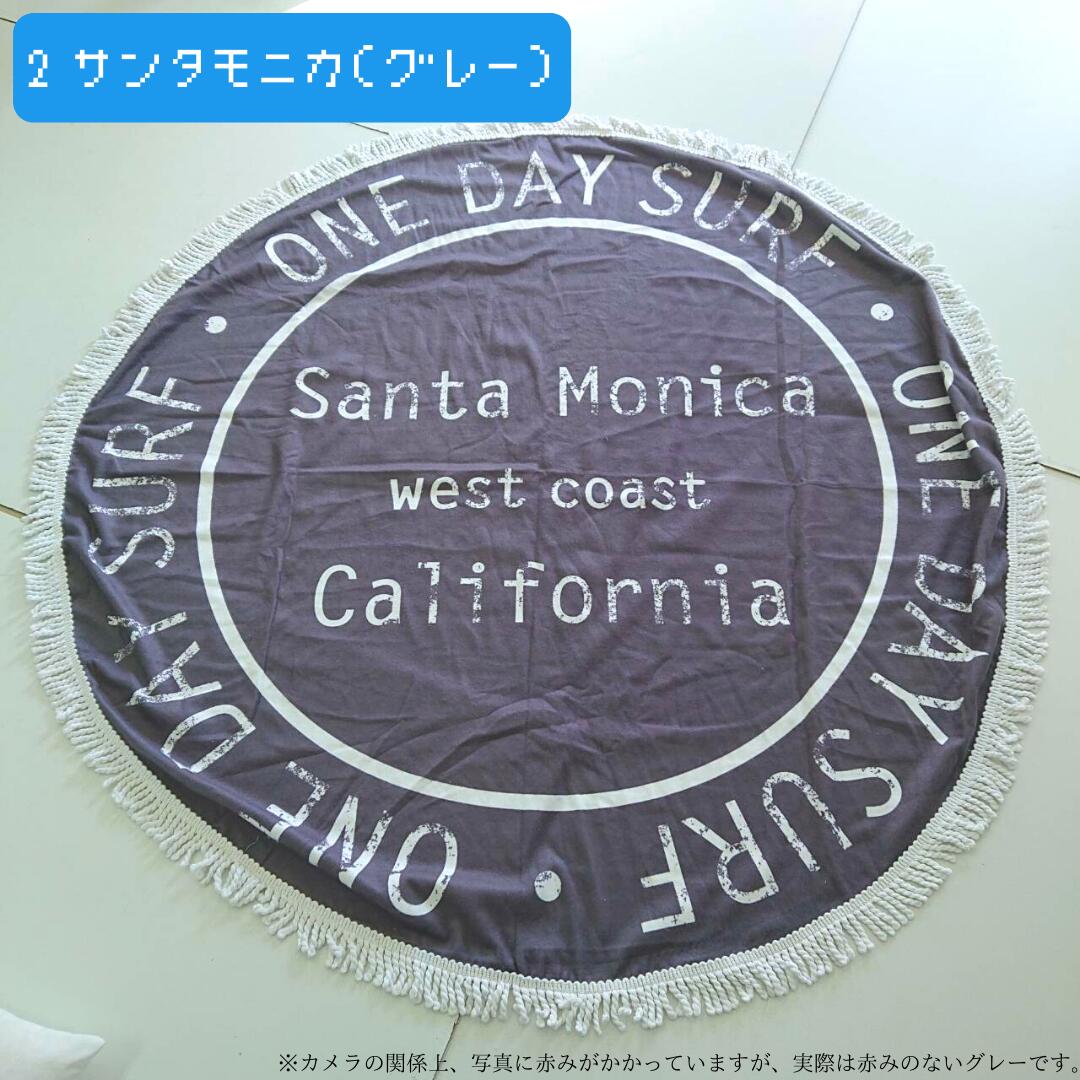 2 サンタモニカ(グレー)
ONE DAY SURF • ONE DAY SURF • ONE DAY SURF •
Santa Monica
west coast
California
※カメラの関係上、写真に赤みがかかっていますが、実際は赤みのないグレーです。